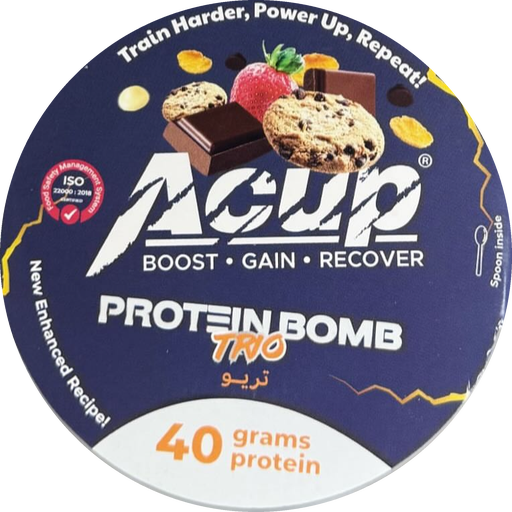 Train Harder, Power Up, Repeat!
Food Safety Management System
ISO
22000 : 2018
CERTIFIED
Acup®
BOOST • GAIN • RECOVER
Spoon inside
New Enhanced Recipe!
PROTEIN BOMB
TRIO
تريو
40 grams
protein